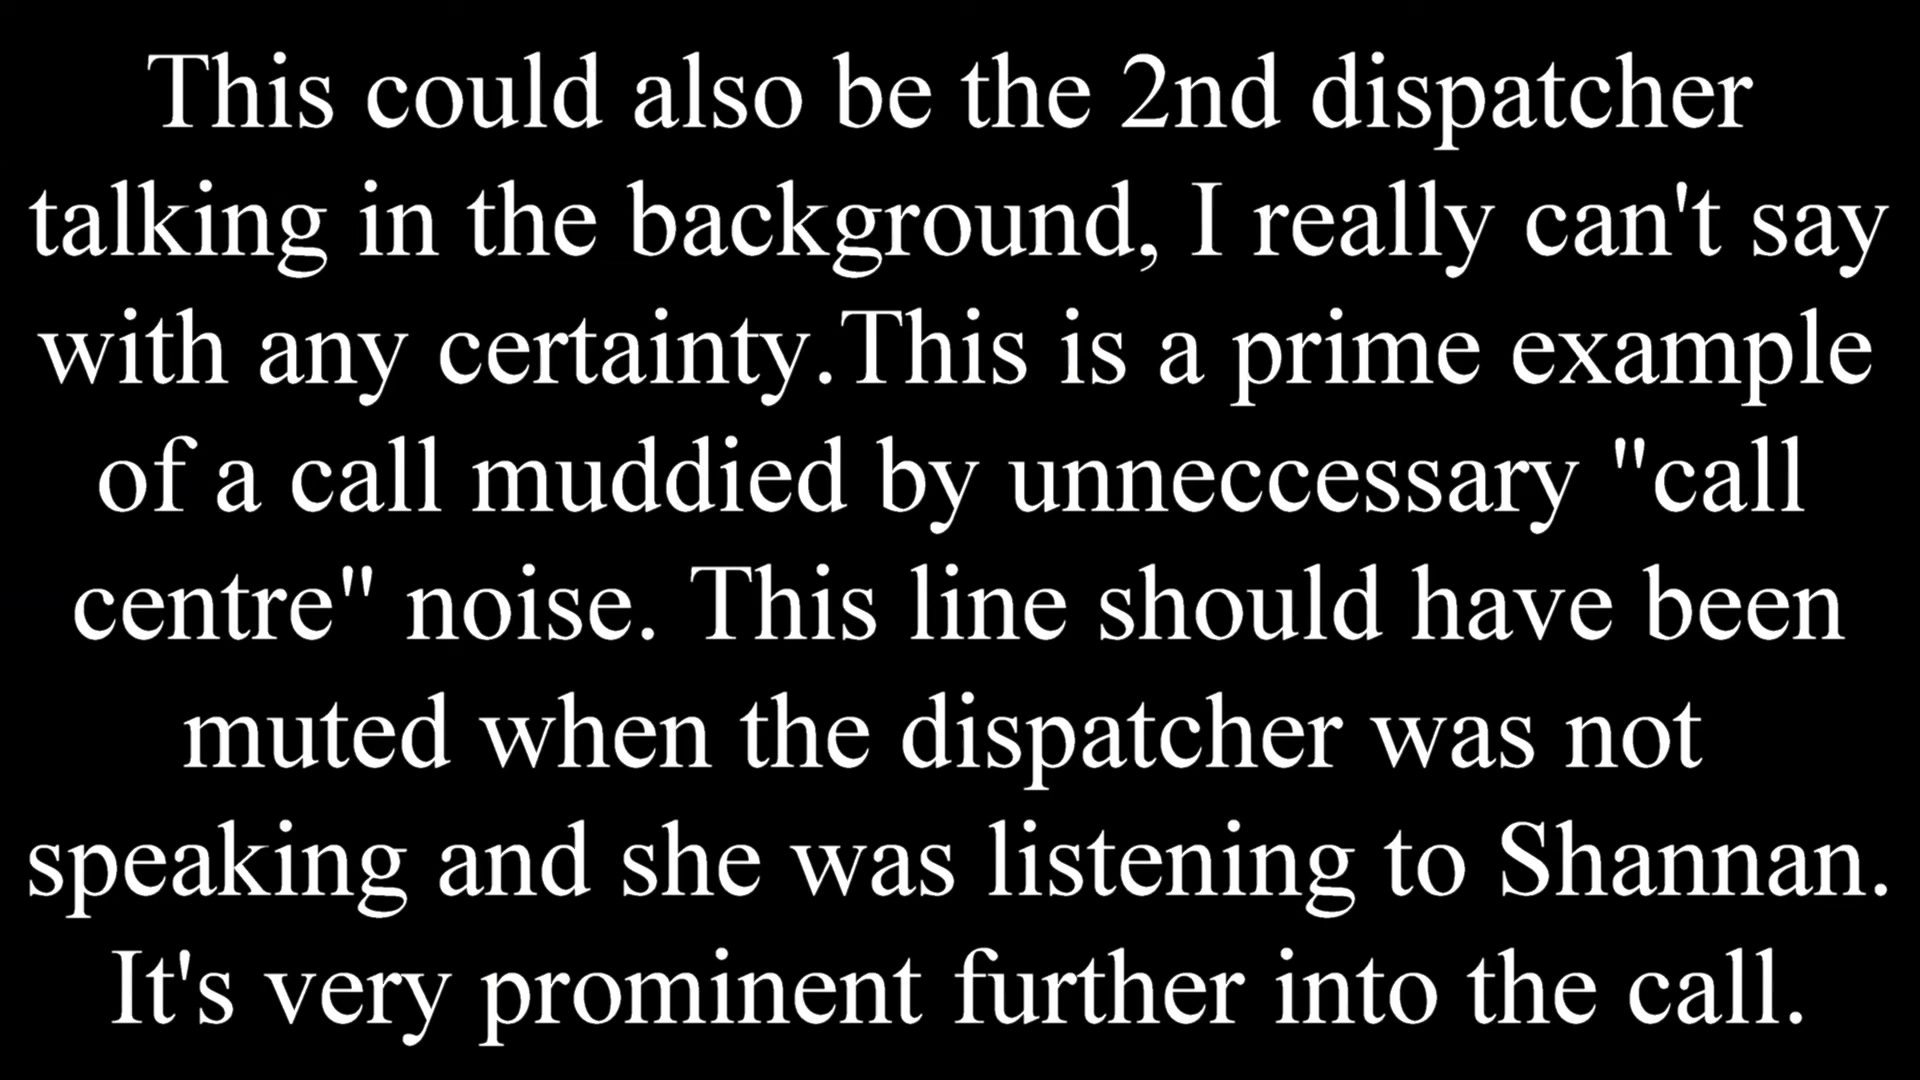 This could also be the 2nd dispatcher
talking in the background, I really can't say
with any certainty.This is a prime example
of a call muddied by unneccessary "call
centre" noise. This line should have been
muted when the dispatcher was not
speaking and she was listening to Shannan.
It's very prominent further into the call.